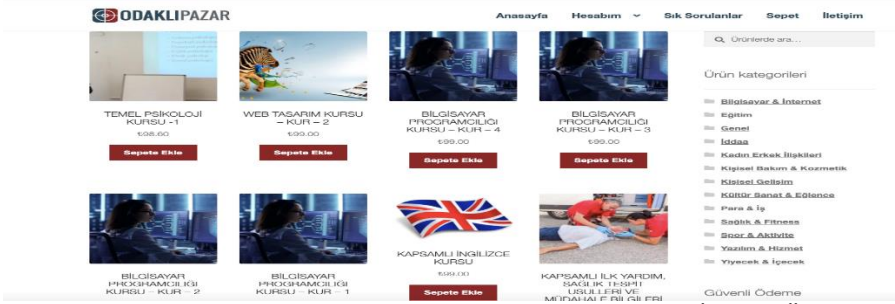 ODAKLIPAZAR
Anasayfa Hesabım Sık Sorulanlar Sepet İletişim
Ürünlerde ara...
Ürün kategorileri
Bilgisayar & İnternet
Eğitim
Genel
İddaa
Kadın Erkek İlişkileri
Kişisel Bakım & Kozmetik
Kişisel Gelişim
Kültür Sanat & Eğlence
Para & İş
Sağlık & Fitness
Spor & Aktivite
Yazılım & Hizmet
Yiyecek & İçecek
Güvenli Ödeme
TEMEL PSİKOLOJİ
KURSU -1
₺98.60
Sepete Ekle
WEB TASARIM KURSU
– KUR – 2
₺99.00
Sepete Ekle
BİLGİSAYAR
PROGRAMCILIĞI
KURSU – KUR – 4
₺99.00
Sepete Ekle
BİLGİSAYAR
PROGRAMCILIĞI
KURSU – KUR – 3
₺99.00
Sepete Ekle
BİLGİSAYAR
PROGRAMCILIĞI
KURSU – KUR – 2
BİLGİSAYAR
PROGRAMCILIĞI
KURSU – KUR – 1
KAPSAMLI İNGİLİZCE
KURSU
₺99.00
Sepete Ekle
KAPSAMLI İLK YARDIM,
SAĞLIK TESPİT
USULLERİ VE
MÜDAHALE BİLGİLERİ